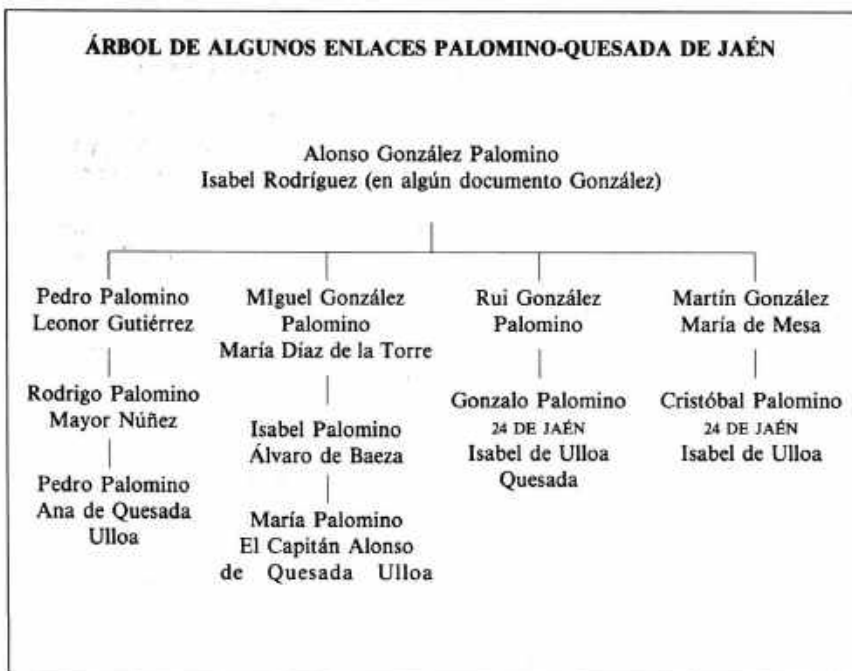 ÁRBOL DE ALGUNOS ENLACES PALOMINO-QUESADA DE JAÉN
Alonso González Palomino
Isabel Rodríguez (en algún documento González)
Pedro Palomino
Leonor Gutiérrez
Rodrigo Palomino
Mayor Núñez
Pedro Palomino
Ana de Quesada
Ulloa
MIguel González
Palomino
María Díaz de la Torre
Isabel Palomino
Álvaro de Baeza
María Palomino
El Capitán Alonso
de Quesada Ulloa
Rui González
Palomino
Gonzalo Palomino
24 DE JAÉN
Isabel de Ulloa
Quesada
Martín González
María de Mesa
Cristóbal Palomino
24 DE JAÉN
Isabel de Ulloa